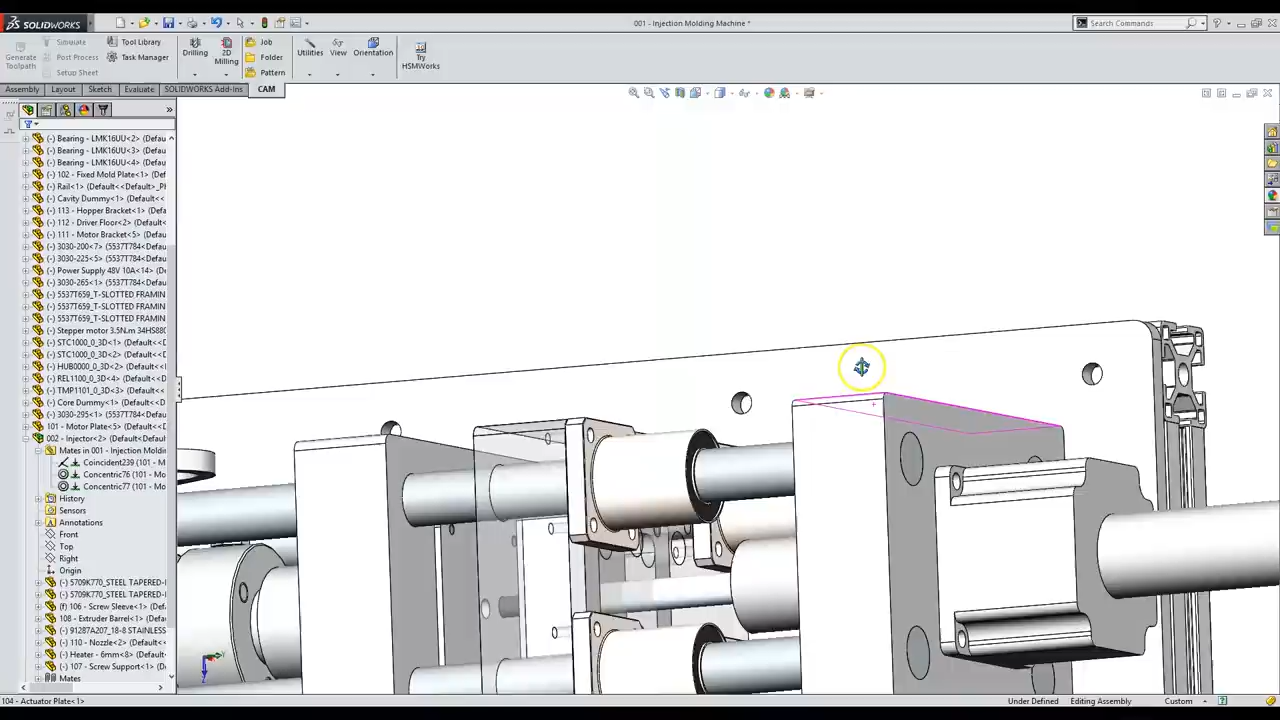 SOLIDWORKS
001 - Injection Molding Machine *
Search Commands
Generate Toolpath
Simulate
Post Process
Setup Sheet
Tool Library
Task Manager
Drilling
2D Milling
Job
Folder
Pattern
Utilities
View
Orientation
Try HSMWorks
Assembly
Layout
Sketch
Evaluate
SOLIDWORKS Add-Ins
CAM
(-) Bearing - LMK16UU<2> (Defau
(-) Bearing - LMK16UU<3> (Defau
(-) Bearing - LMK16UU<4> (Defau
(-) 102 - Fixed Mold Plate<1> (De
(-) Rail<1> (Default<<Default>_Pl
(-) Cavity Dummy<1> (Default<<
(-) 113 - Hopper Bracket<1> (Def
(-) 112 - Driver Floor<2> (Default
(-) 111 - Motor Bracket<5> (Defa
(-) 3030-200<7> (5537T784<Defau
(-) 3030-225<5> (5537T784<Defau
(-) Power Supply 48V 10A<14> (D
(-) 3030-265<1> (5537T784<Defau
(-) 5537T659_T-SLOTTED FRAMIN
(-) 5537T659_T-SLOTTED FRAMIN
(-) 5537T659_T-SLOTTED FRAMIN
(-) Stepper motor 3.5N.m 34HS880
(-) STC1000_0_3D<1> (Default<<D
(-) STC1000_0_3D<2> (Default<<D
(-) HUB0000_0_3D<2> (Default<<
(-) REL1100_0_3D<4> (Default<<D
(-) TMP1101_0_3D<2> (Default<<
(-) Core Dummy<1> (Default<<D
(-) 3030-295<1> (5537T784<Defau
101 - Motor Plate<5> (Default<<
002 - Injector<2> (Default<Defaul
Mates in 001 - Injection Moldin
Coincident239 (101 - Mo
Concentric76 (101 - Mo
Concentric77 (101 - Mo
History
Sensors
Annotations
Front
Top
Right
Origin
(-) 5709K770_STEEL TAPERED-
(-) 5709K770_STEEL TAPERED-
(f) 106 - Screw Sleeve<1> (De
108 - Extruder Barrel<1> (De
(-) 91287A207_18-8 STAINLESS
(-) 110 - Nozzle<2> (Default<
(-) Heater - 6mm<8> (Default
(-) 107 - Screw Support<1> (D
Mates
104 - Actuator Plate<1>
Under Defined
Editing Assembly
Custom